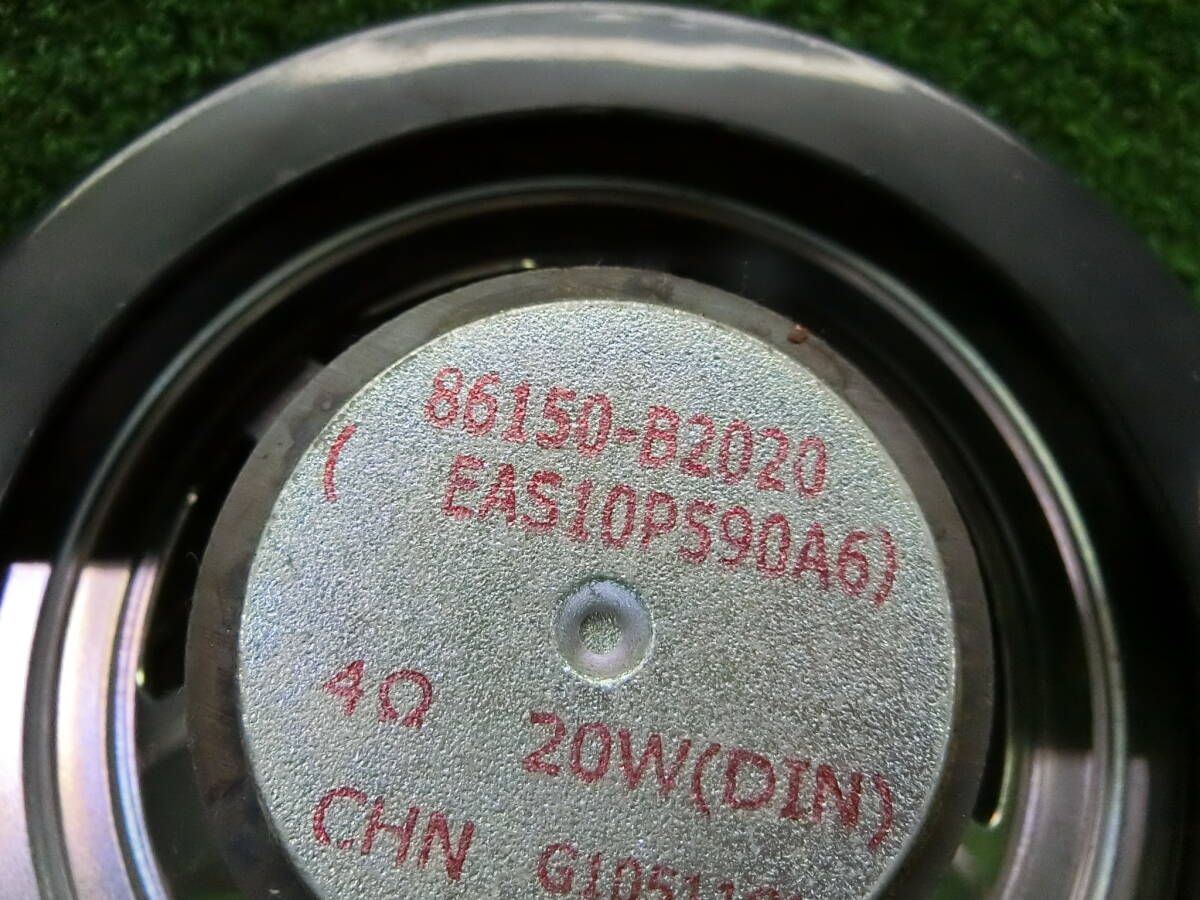 86150-B2020
(EAS10P590A6)
4Ω 20W(DIN)
CHN